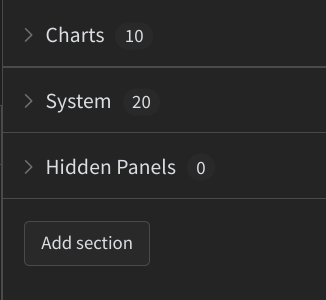 Charts 10
System 20
Hidden Panels 0
Add section